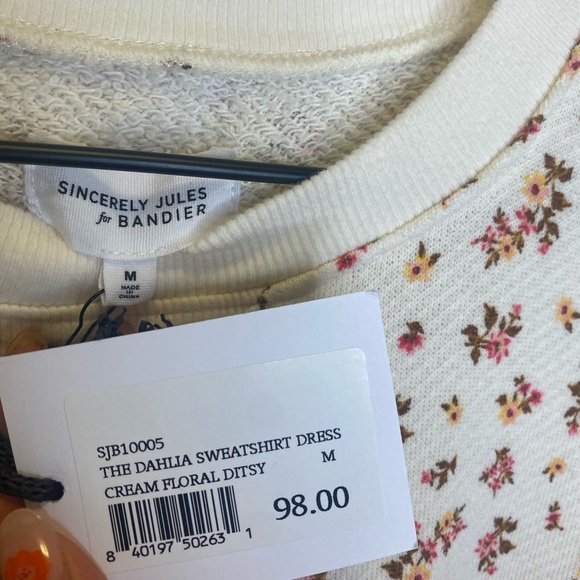 SINCERELY JULES
for BANDIER
M
MADE
IN
CHINA
SJB10005
THE DAHLIA SWEATSHIRT DRESS
CREAM FLORAL DITSY M
98.00
8 40197 50263 1